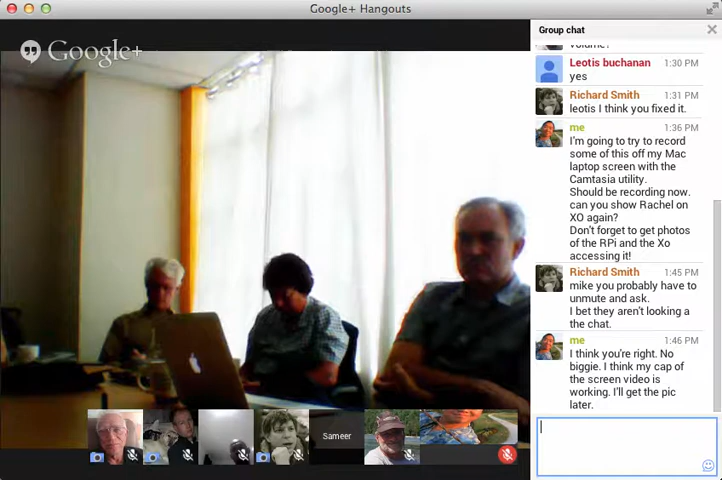 Google+ Hangouts
Google+
Group chat
volume?
Leotis buchanan 1:30 PM
yes
Richard Smith 1:31 PM
leotis I think you fixed it.
me 1:36 PM
I'm going to try to record
some of this off my Mac
laptop screen with the
Camtasia utility.
Should be recording now.
can you show Rachel on
XO again?
Don't forget to get photos
of the RPi and the Xo
accessing it!
Richard Smith 1:45 PM
mike you probably have to
unmute and ask.
I bet they aren't looking a
the chat.
me 1:46 PM
I think you're right. No
biggie. I think my cap of
the screen video is
working. I'll get the pic
later.
Sameer